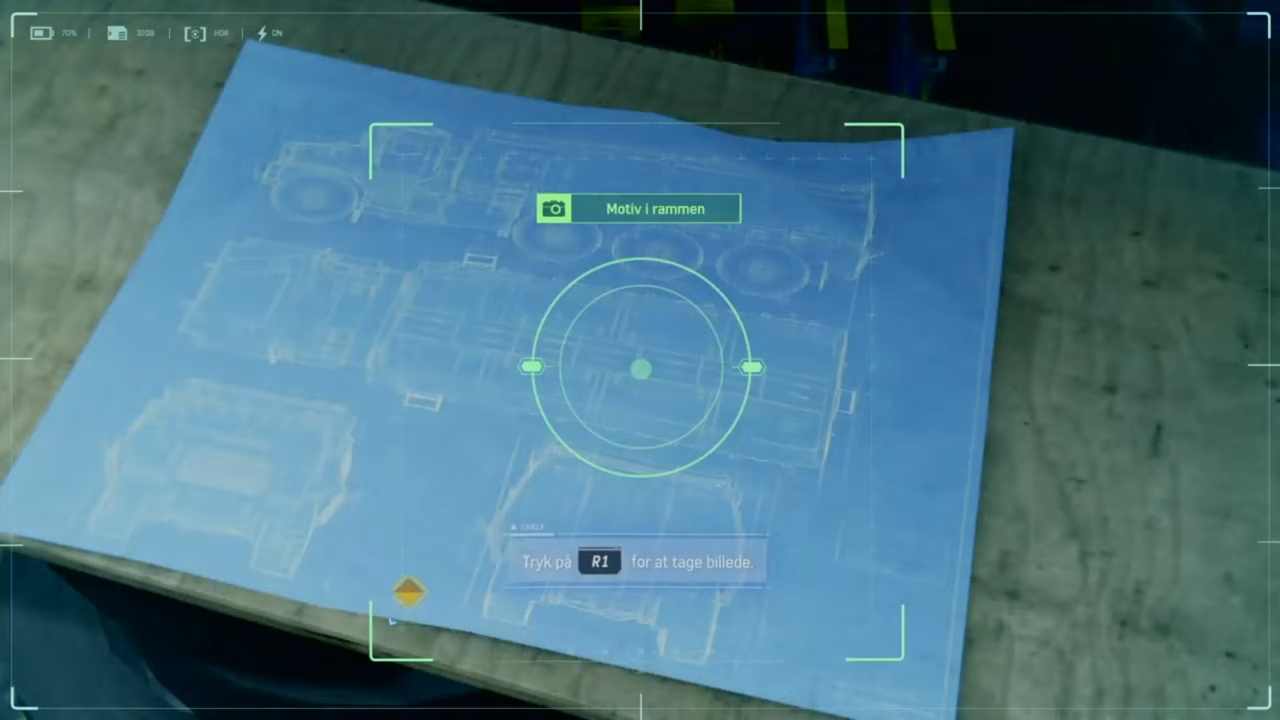 70%
32GB
HDR
ON
Motiv i rammen
Tryk på R1 for at tage billede.